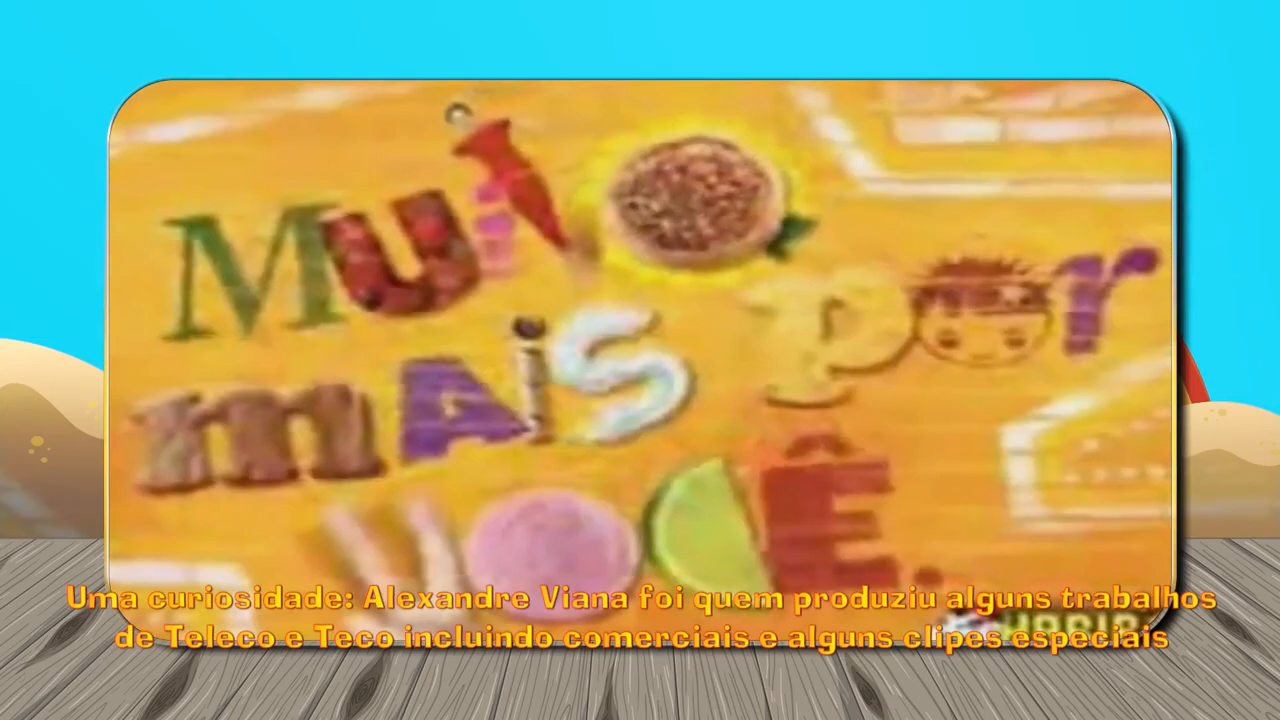 Muito
por
mais
você.
Uma curiosidade: Alexandre Viana foi quem produziu alguns trabalhos
de Teleco e Teco incluindo comerciais e alguns clipes especiais